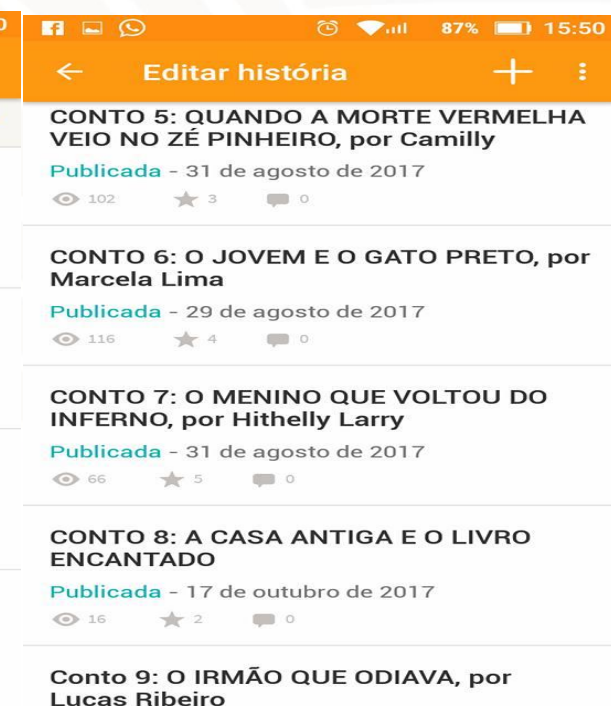 87% 15:50
Editar história
CONTO 5: QUANDO A MORTE VERMELHA
VEIO NO ZÉ PINHEIRO, por Camilly
Publicada - 31 de agosto de 2017
102 3 0
CONTO 6: O JOVEM E O GATO PRETO, por
Marcela Lima
Publicada - 29 de agosto de 2017
116 4 0
CONTO 7: O MENINO QUE VOLTOU DO
INFERNO, por Hithelly Larry
Publicada - 31 de agosto de 2017
66 5 0
CONTO 8: A CASA ANTIGA E O LIVRO
ENCANTADO
Publicada - 17 de outubro de 2017
16 2 0
Conto 9: O IRMÃO QUE ODIAVA, por
Lucas Ribeiro